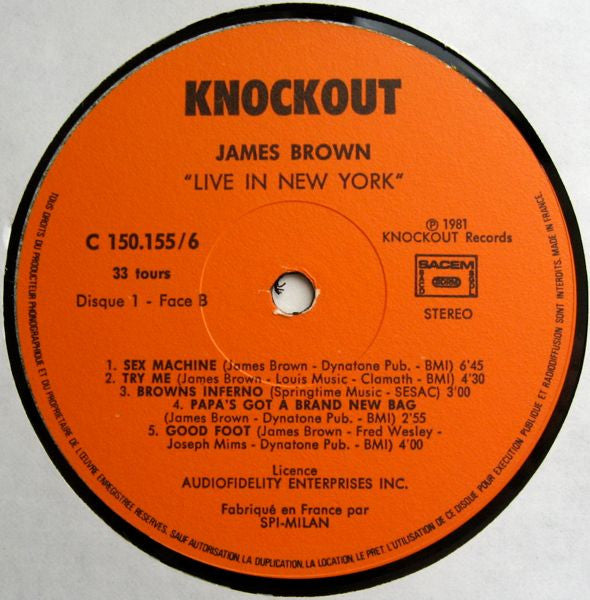 KNOCKOUT
JAMES BROWN
"LIVE IN NEW YORK"
C 150.155/6
33 tours
Disque 1 - Face B
℗ 1981
KNOCKOUT Records
SACEM
SACD
SDRM
SGDL
STEREO
1. SEX MACHINE (James Brown - Dynatone Pub. - BMI) 6'45
2. TRY ME (James Brown - Louis Music - Clamath - BMI) 4'30
3. BROWNS INFERNO (Springtime Music - SESAC) 3'00
4. PAPA'S GOT A BRAND NEW BAG
(James Brown - Dynatone Pub. - BMI) 2'55
5. GOOD FOOT (James Brown - Fred Wesley -
Joseph Mims - Dynatone Pub. - BMI) 4'00
Licence
AUDIOFIDELITY ENTERPRISES INC.
Fabriqué en France par
SPI-MILAN
TOUS DROITS DU PRODUCTEUR PHONOGRAPHIQUE ET DU PROPRIETAIRE DE L'ŒUVRE ENREGISTREE RESERVES. SAUF AUTORISATION, LA DUPLICATION, LA LOCATION, LE PRET, L'UTILISATION DE CE DISQUE POUR EXECUTION PUBLIQUE ET RADIODIFFUSION SONT INTERDITS. MADE IN FRANCE.